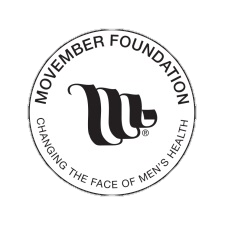 MOVEMBER FOUNDATION
®
CHANGING THE FACE OF MEN'S HEALTH